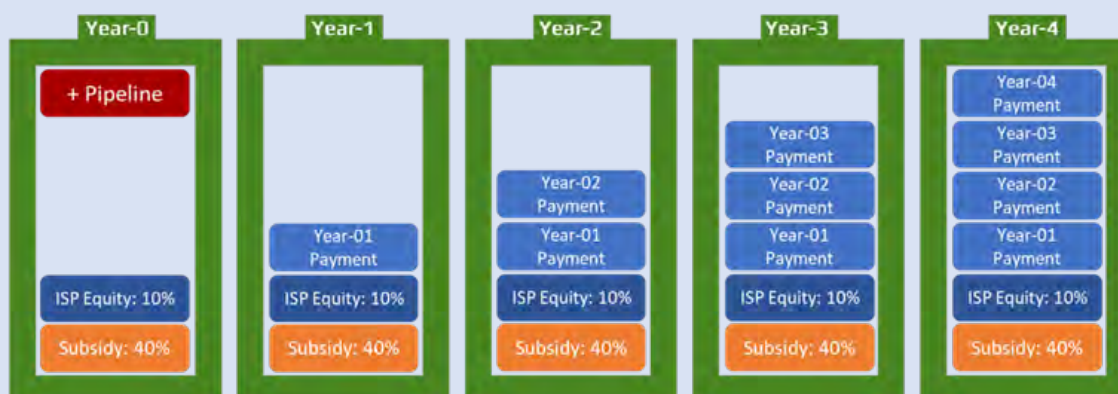 Year-0
+ Pipeline
ISP Equity: 10%
Subsidy: 40%
Year-1
Year-01
Payment
ISP Equity: 10%
Subsidy: 40%
Year-2
Year-02
Payment
Year-01
Payment
ISP Equity: 10%
Subsidy: 40%
Year-3
Year-03
Payment
Year-02
Payment
Year-01
Payment
ISP Equity: 10%
Subsidy: 40%
Year-4
Year-04
Payment
Year-03
Payment
Year-02
Payment
Year-01
Payment
ISP Equity: 10%
Subsidy: 40%